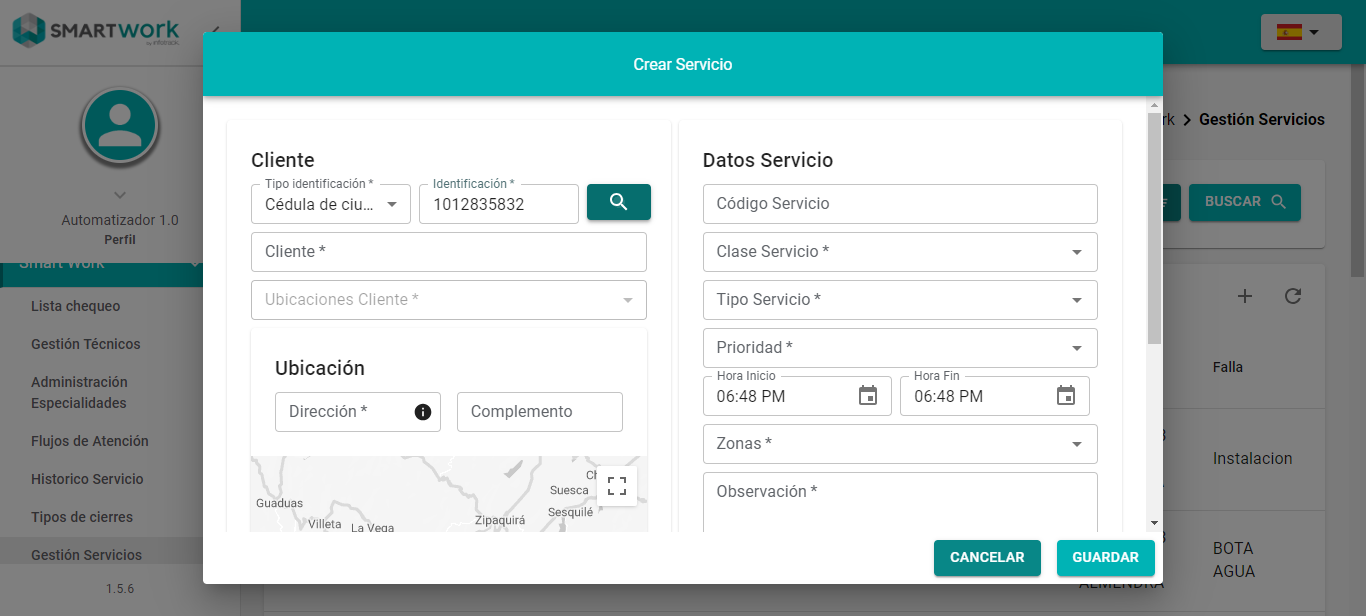 SMARTWORK
by infotrack
Crear Servicio
rk > Gestión Servicios
Cliente
Datos Servicio
Tipo identificación *
Identificación *
Cédula de ciu...
1012835832
Código Servicio
BUSCAR
Automatizador 1.0
Perfil
Cliente *
Clase Servicio *
Smart Work
Ubicaciones Cliente *
Tipo Servicio *
Lista chequeo
Gestión Técnicos
Prioridad *
Ubicación
Falla
Hora Inicio
Hora Fin
Administración
Especialidades
06:48 PM
06:48 PM
Dirección *
Complemento
Flujos de Atención
Zonas *
Instalacion
Historico Servicio
Ch
Suesca
Observación *
Guaduas
Sesquilé
Tipos de cierres
Villeta
La Vega
Zipaquirá
Gestión Servicios
CANCELAR
GUARDAR
BOTA
AGUA
1.5.6
ALMENDRA